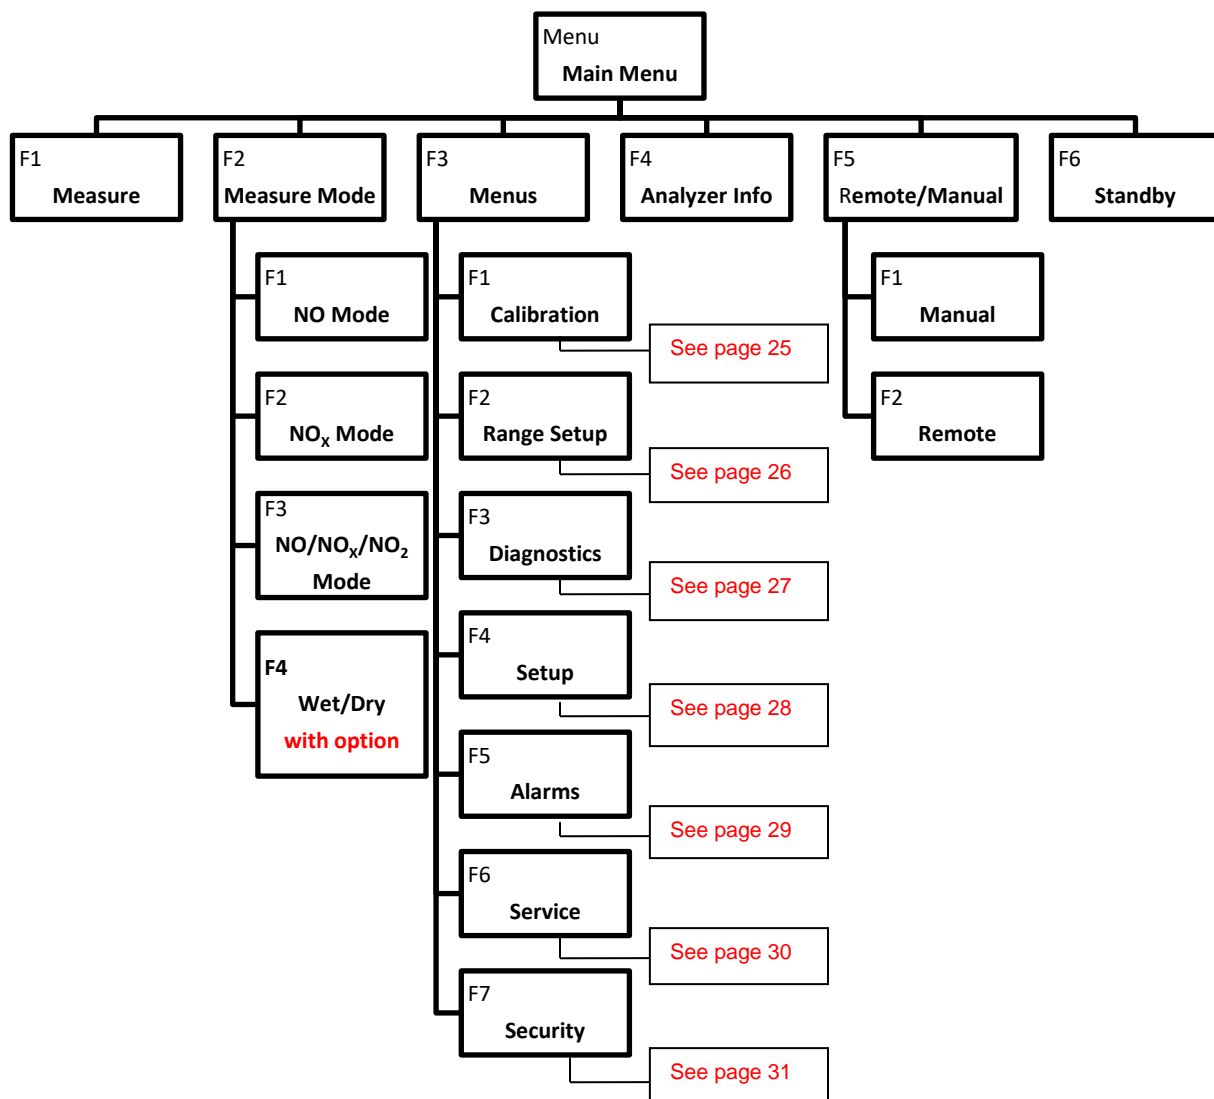 Menu
Main Menu
F1
Measure
F2
Measure Mode
F3
Menus
F4
Analyzer Info
F5
Remote/Manual
F6
Standby
F1
NO Mode
F2
NOX Mode
F3
NO/NOX/NO2
Mode
F4
Wet/Dry
with option
F1
Calibration
See page 25
F2
Range Setup
See page 26
F3
Diagnostics
See page 27
F4
Setup
See page 28
F5
Alarms
See page 29
F6
Service
See page 30
F7
Security
See page 31
F1
Manual
F2
Remote